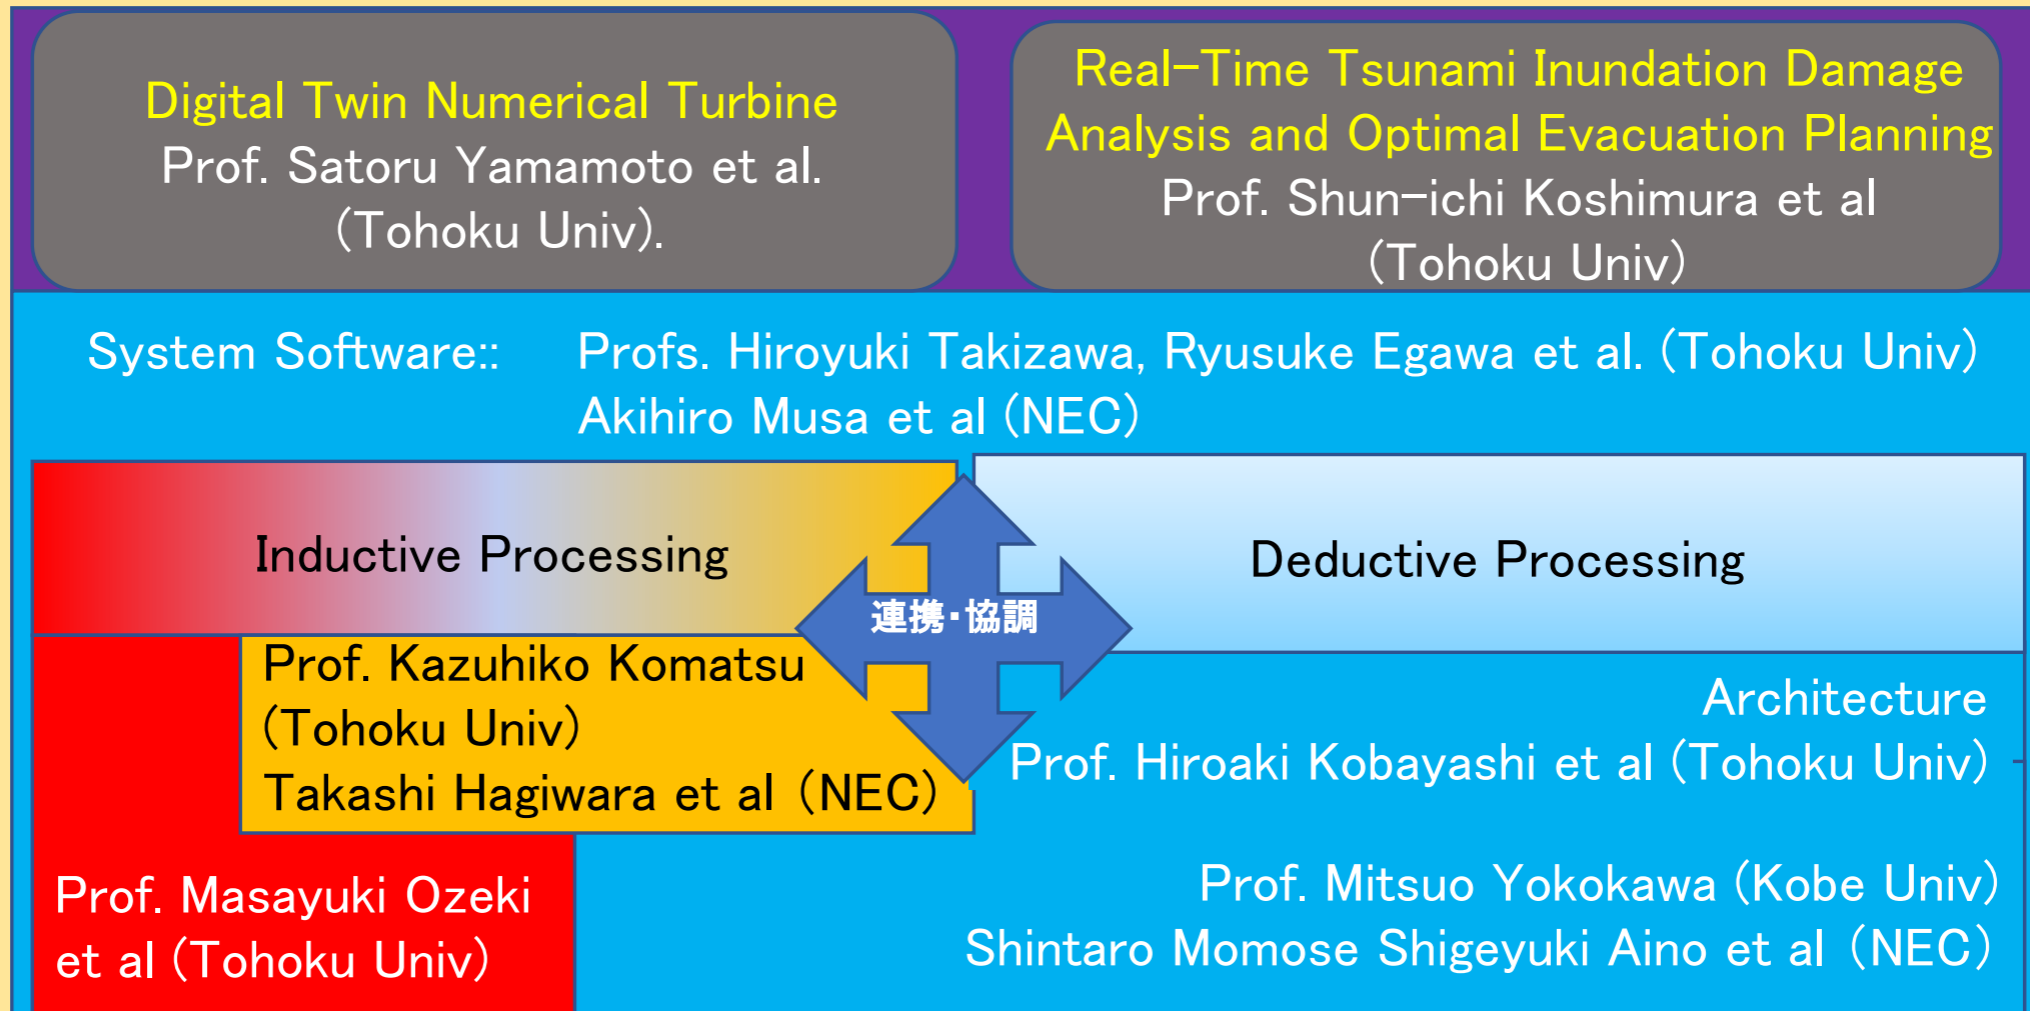 Digital Twin Numerical Turbine
Prof. Satoru Yamamoto et al.
(Tohoku Univ).
Real-Time Tsunami Inundation Damage
Analysis and Optimal Evacuation Planning
Prof. Shun-ichi Koshimura et al
(Tohoku Univ)
System Software:: Profs. Hiroyuki Takizawa, Ryusuke Egawa et al. (Tohoku Univ)
Akihiro Musa et al (NEC)
Inductive Processing
Deductive Processing
連携・協調
Prof. Kazuhiko Komatsu
(Tohoku Univ)
Takashi Hagiwara et al (NEC)
Architecture
Prof. Hiroaki Kobayashi et al (Tohoku Univ)
Prof. Masayuki Ozeki
et al (Tohoku Univ)
Prof. Mitsuo Yokokawa (Kobe Univ)
Shintaro Momose Shigeyuki Aino et al (NEC)